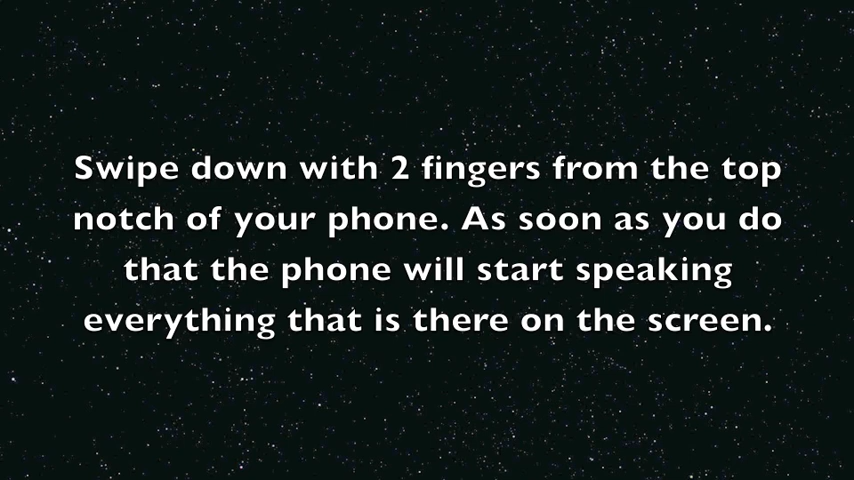 Swipe down with 2 fingers from the top
notch of your phone. As soon as you do
that the phone will start speaking
everything that is there on the screen.